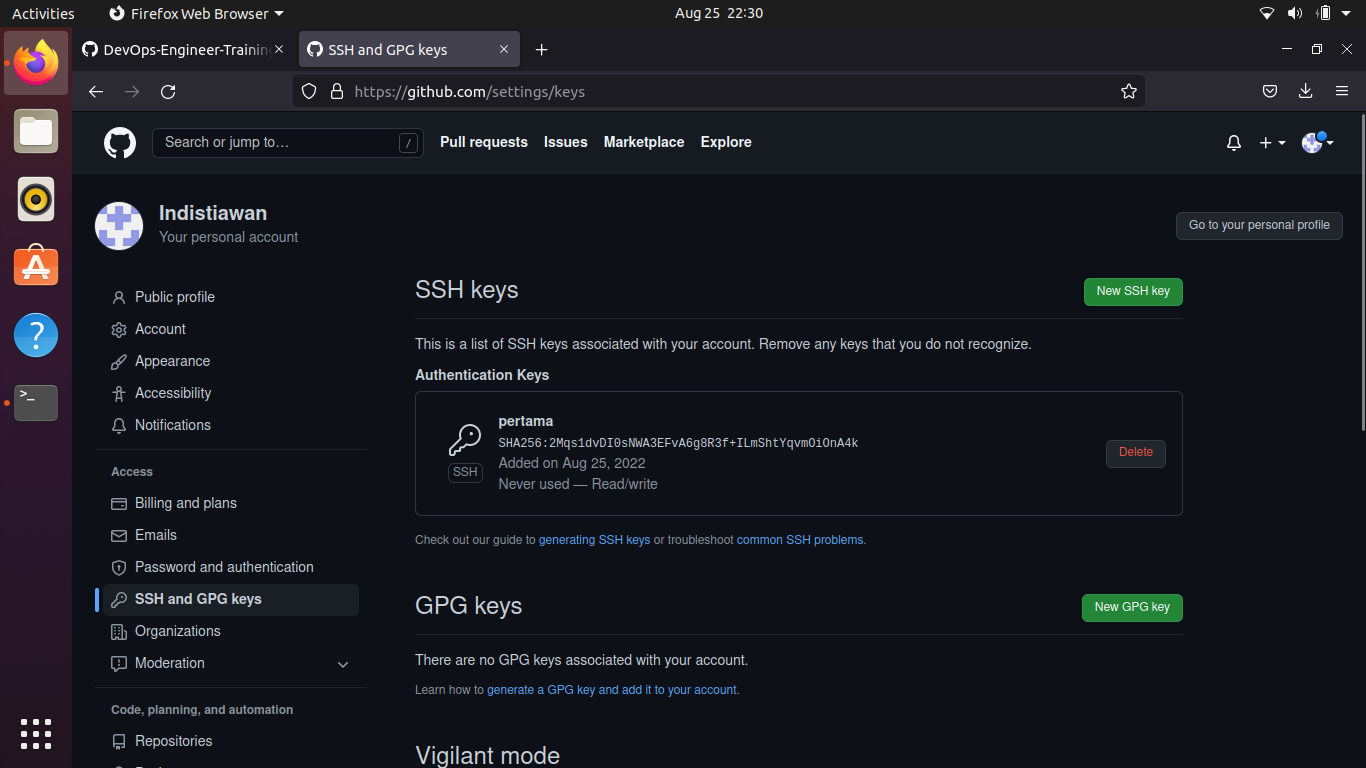 Activities
Firefox Web Browser
Aug 25 22:30
DevOps-Engineer-Training
SSH and GPG keys
https://github.com/settings/keys
Search or jump to…
/
Pull requests
Issues
Marketplace
Explore
Indistiawan
Your personal account
Go to your personal profile
Public profile
Account
Appearance
Accessibility
Notifications
Access
Billing and plans
Emails
Password and authentication
SSH and GPG keys
Organizations
Moderation
Code, planning, and automation
Repositories
SSH keys
New SSH key
This is a list of SSH keys associated with your account. Remove any keys that you do not recognize.
Authentication Keys
pertama
SHA256:2Mqs1dvDI0sNWA3EFvA6g8R3f+ILmShtYqvmOiOnA4k
SSH
Added on Aug 25, 2022
Never used — Read/write
Delete
Check out our guide to generating SSH keys or troubleshoot common SSH problems.
GPG keys
New GPG key
There are no GPG keys associated with your account.
Learn how to generate a GPG key and add it to your account.
Vigilant mode